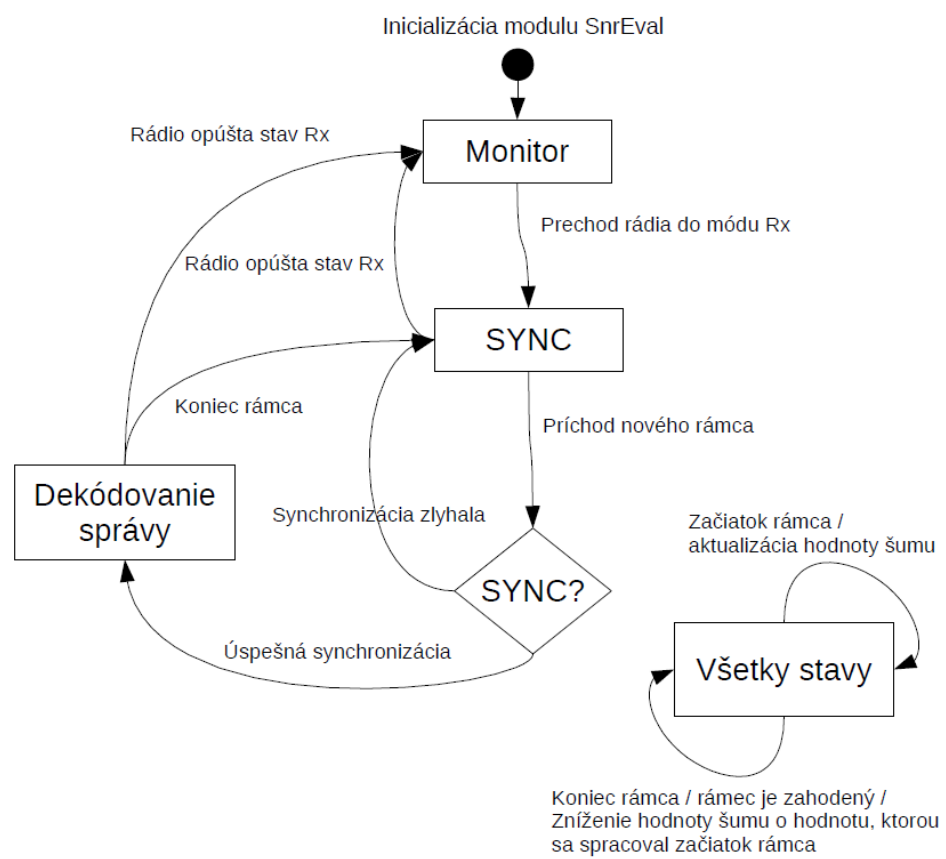 Inicializácia modulu SnrEval
Rádio opúšta stav Rx
Monitor
Prechod rádia do módu Rx
Rádio opúšta stav Rx
SYNC
Koniec rámca
Príchod nového rámca
Dekódovanie
správy
Synchronizácia zlyhala
Začiatok rámca /
aktualizácia hodnoty šumu
SYNC?
Úspešná synchronizácia
Všetky stavy
Koniec rámca / rámec je zahodený /
Zníženie hodnoty šumu o hodnotu, ktorou
sa spracoval začiatok rámca